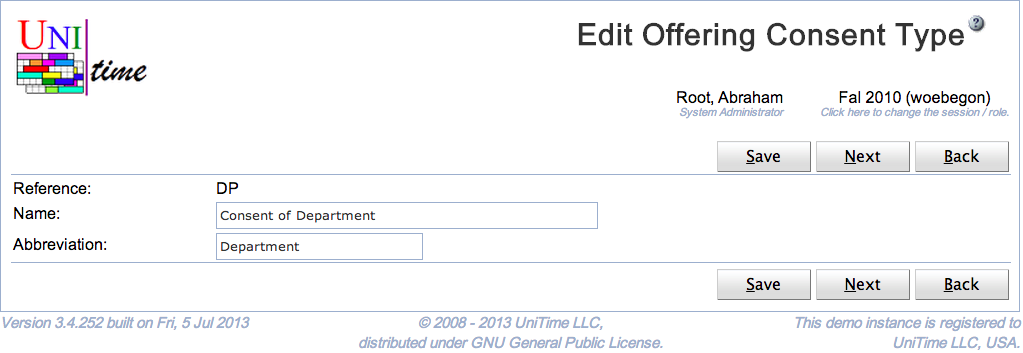 UNI
time
Edit Offering Consent Type ?
Root, Abraham
System Administrator
Fal 2010 (woebegon)
Click here to change the session / role.
Save Next Back
Reference: DP
Name: Consent of Department
Abbreviation: Department
Save Next Back
Version 3.4.252 built on Fri, 5 Jul 2013
© 2008 - 2013 UniTime LLC,
distributed under GNU General Public License.
This demo instance is registered to
UniTime LLC, USA.